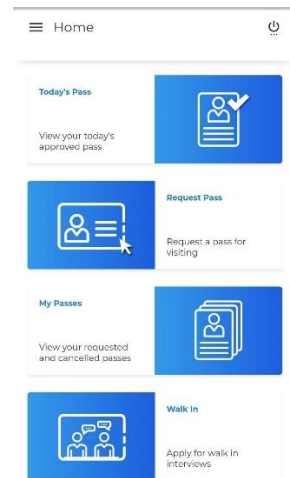 Home
Today's Pass
View your today's
approved pass
Request Pass
Request a pass for
visiting
My Passes
View your requested
and cancelled passes
Walk In
Apply for walk in
interviews